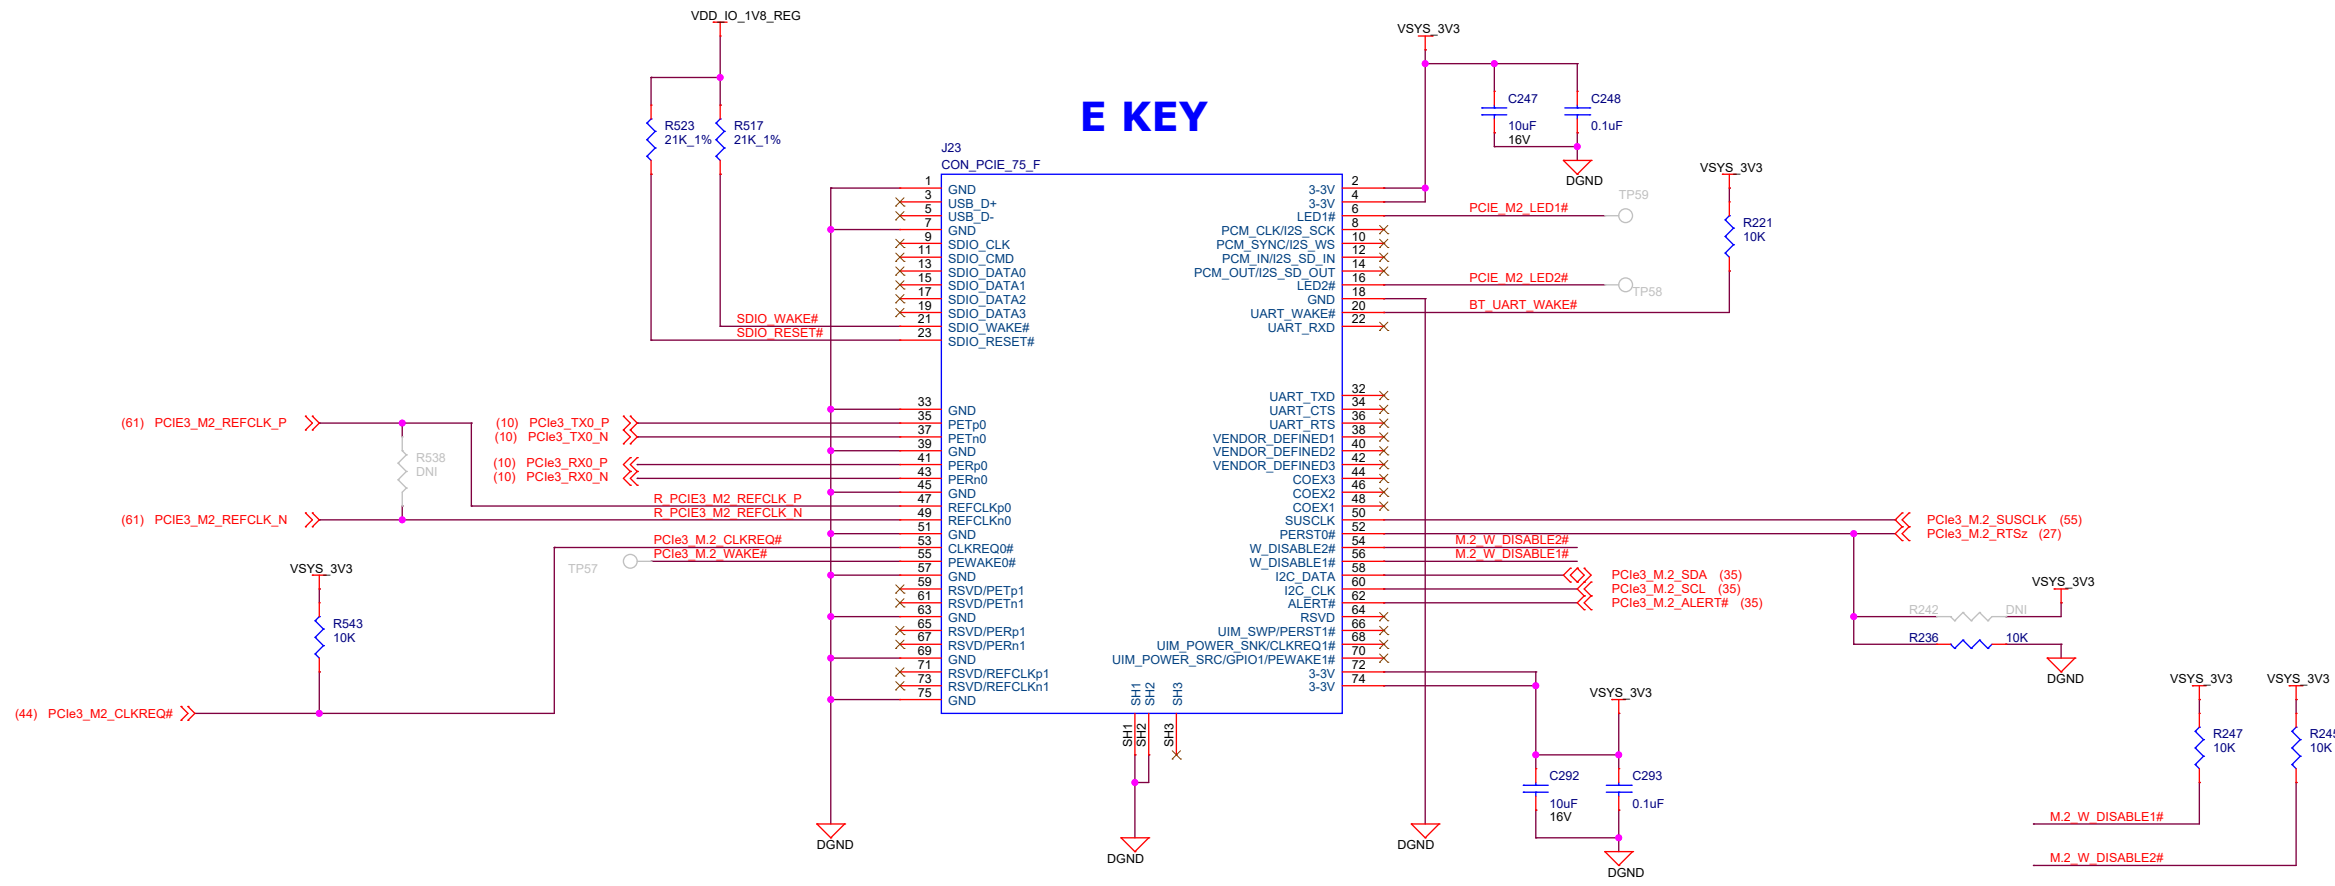 VDD_IO_1V8_REG
VSYS_3V3
E KEY
R523
21K_1%
R517
21K_1%
C247
10uF
16V
C248
0.1uF
DGND
VSYS_3V3
R221
10K
TP59
PCIE_M2_LED1#
PCIE_M2_LED2#
TP58
BT_UART_WAKE#
J23
CON_PCIE_75_F
1 GND
3 USB_D+
5 USB_D-
7 GND
9 SDIO_CLK
11 SDIO_CMD
13 SDIO_DATA0
15 SDIO_DATA1
17 SDIO_DATA2
19 SDIO_DATA3
SDIO_WAKE# 21 SDIO_WAKE#
SDIO_RESET# 23 SDIO_RESET#
33 GND
35 PETp0
37 PETn0
39 GND
41 PERp0
43 PERn0
45 GND
47 REFCLKp0
49 REFCLKn0
51 GND
53 CLKREQ0#
55 PEWAKE0#
57 GND
59 RSVD/PETp1
61 RSVD/PETn1
63 GND
65 RSVD/PERp1
67 RSVD/PERn1
69 GND
71 RSVD/REFCLKp1
73 RSVD/REFCLKn1
75 GND
3-3V 2
3-3V 4
LED1# 6
PCM_CLK/I2S_SCK 8
PCM_SYNC/I2S_WS 10
PCM_IN/I2S_SD_IN 12
PCM_OUT/I2S_SD_OUT 14
LED2# 16
GND 18
UART_WAKE# 20
UART_RXD 22
UART_TXD 32
UART_CTS 34
UART_RTS 36
VENDOR_DEFINED1 38
VENDOR_DEFINED2 40
VENDOR_DEFINED3 42
COEX3 44
COEX2 46
COEX1 48
SUSCLK 50
PERST0# 52
W_DISABLE2# 54
W_DISABLE1# 56
I2C_DATA 58
I2C_CLK 60
ALERT# 62
RSVD 64
UIM_SWP/PERST1# 66
UIM_POWER_SNK/CLKREQ1# 68
UIM_POWER_SRC/GPIO1/PEWAKE1# 70
3-3V 72
3-3V 74
SH1
SH2
SH3
SH1
SH2
SH3
(61) PCIE3_M2_REFCLK_P
(10) PCIe3_TX0_P
(10) PCIe3_TX0_N
R538
DNI
(10) PCIe3_RX0_P
(10) PCIe3_RX0_N
R_PCIE3_M2_REFCLK_P
(61) PCIE3_M2_REFCLK_N
R_PCIE3_M2_REFCLK_N
PCIe3_M.2_CLKREQ#
PCIe3_M.2_WAKE#
TP57
VSYS_3V3
R543
10K
(44) PCIe3_M2_CLKREQ#
PCIe3_M.2_SUSCLK (55)
PCIe3_M.2_RTSz (27)
M.2_W_DISABLE2#
M.2_W_DISABLE1#
PCIe3_M.2_SDA (35)
PCIe3_M.2_SCL (35)
PCIe3_M.2_ALERT# (35)
VSYS_3V3
R242 DNI
R236 10K
DGND
VSYS_3V3
VSYS_3V3
VSYS_3V3
R247
10K
R245
10K
C292
10uF
16V
C293
0.1uF
M.2_W_DISABLE1#
M.2_W_DISABLE2#
DGND
DGND
DGND
DGND